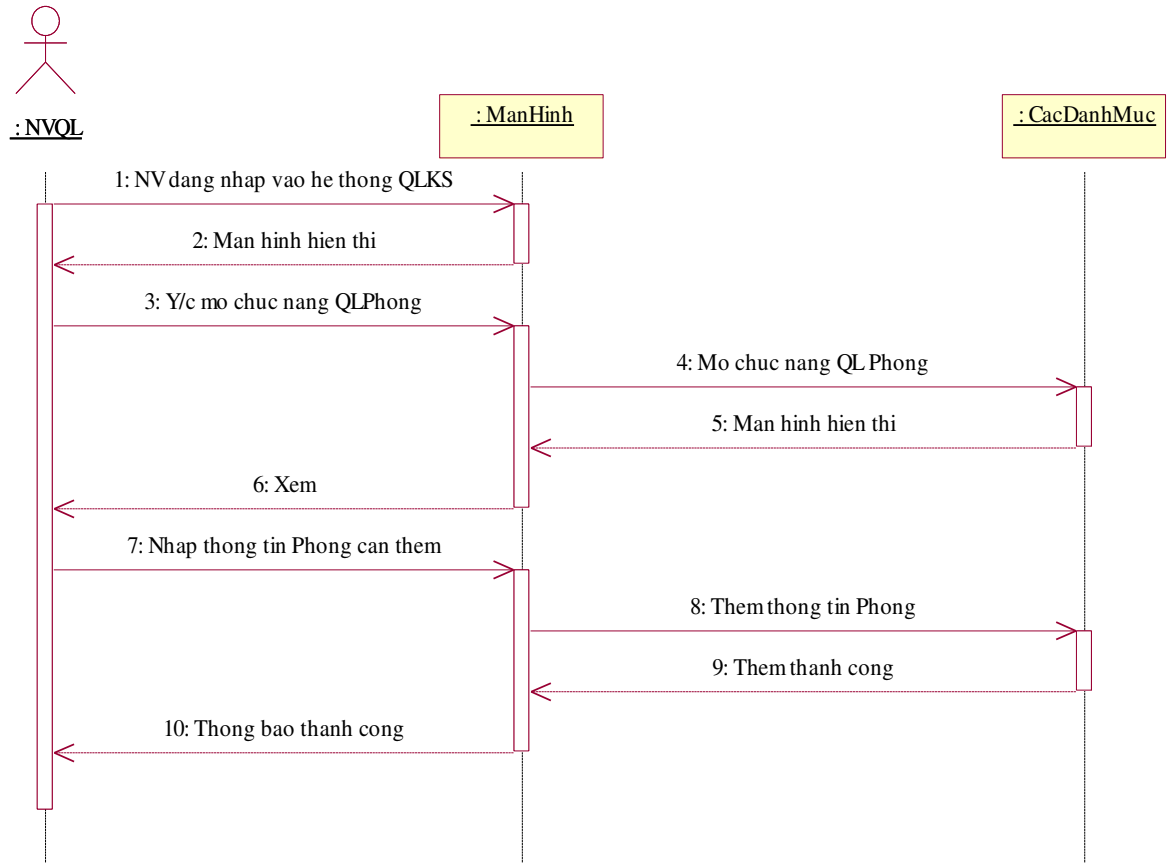 : NVQL
: ManHinh
: CacDanhMuc
1: NV dang nhap vao he thong QLKS
2: Man hinh hien thi
3: Y/c mo chuc nang QLPhong
4: Mo chuc nang QL Phong
5: Man hinh hien thi
6: Xem
7: Nhap thong tin Phong can them
8: Them thong tin Phong
9: Them thanh cong
10: Thong bao thanh cong